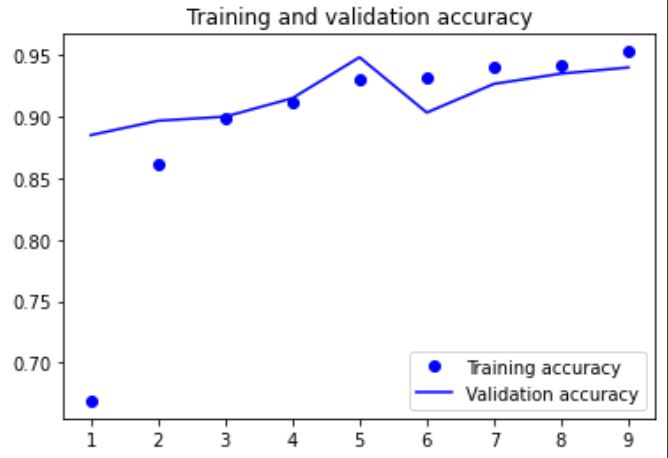 Training and validation accuracy
0.95
0.90
0.85
0.80
0.75
0.70
Training accuracy
Validation accuracy
1 2 3 4 5 6 7 8 9